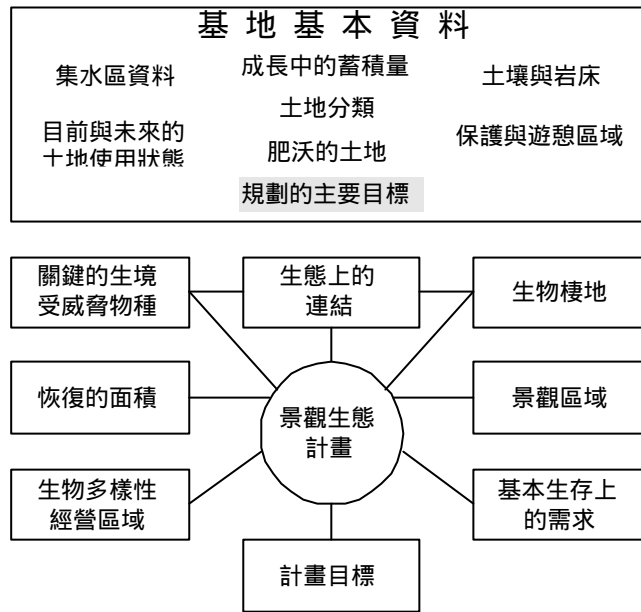 基地基本資料
集水區資料
成長中的蓄積量
土壤與岩床
土地分類
目前與未來的
土地使用狀態
肥沃的土地
保護與遊憩區域
規劃的主要目標
關鍵的生境
受威脅物種
生態上的
連結
生物棲地
恢復的面積
景觀生態
計畫
景觀區域
生物多樣性
經營區域
基本生存上
的需求
計畫目標